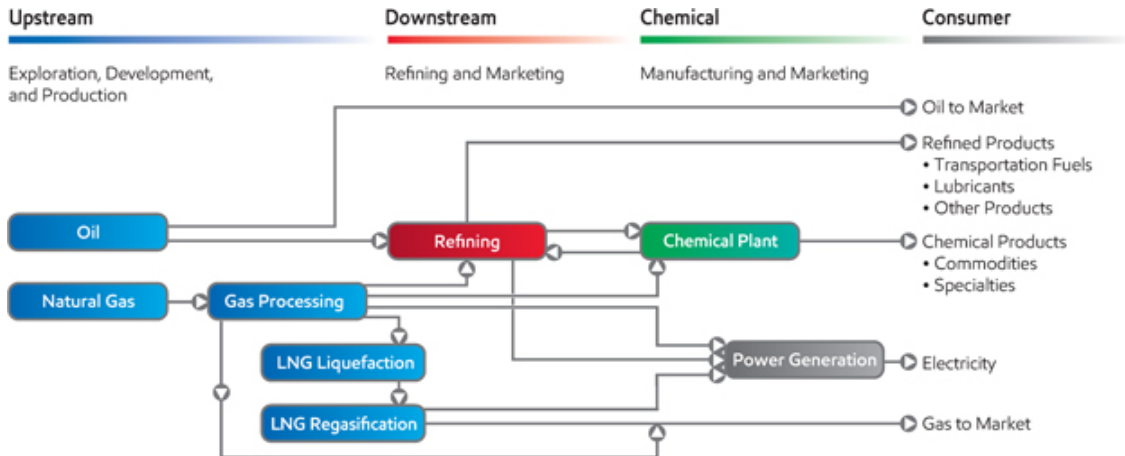 Upstream
Downstream
Chemical
Consumer
Exploration, Development,
and Production
Refining and Marketing
Manufacturing and Marketing
Oil to Market
Refined Products
• Transportation Fuels
• Lubricants
• Other Products
Oil
Refining
Chemical Plant
Chemical Products
• Commodities
• Specialties
Natural Gas
Gas Processing
LNG Liquefaction
Power Generation
Electricity
LNG Regasification
Gas to Market